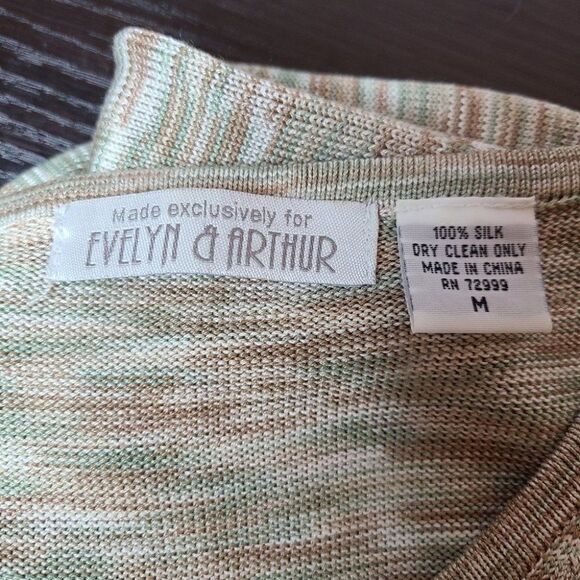 Made exclusively for
EVELYN & ARTHUR
100% SILK
DRY CLEAN ONLY
MADE IN CHINA
RN 72999
M